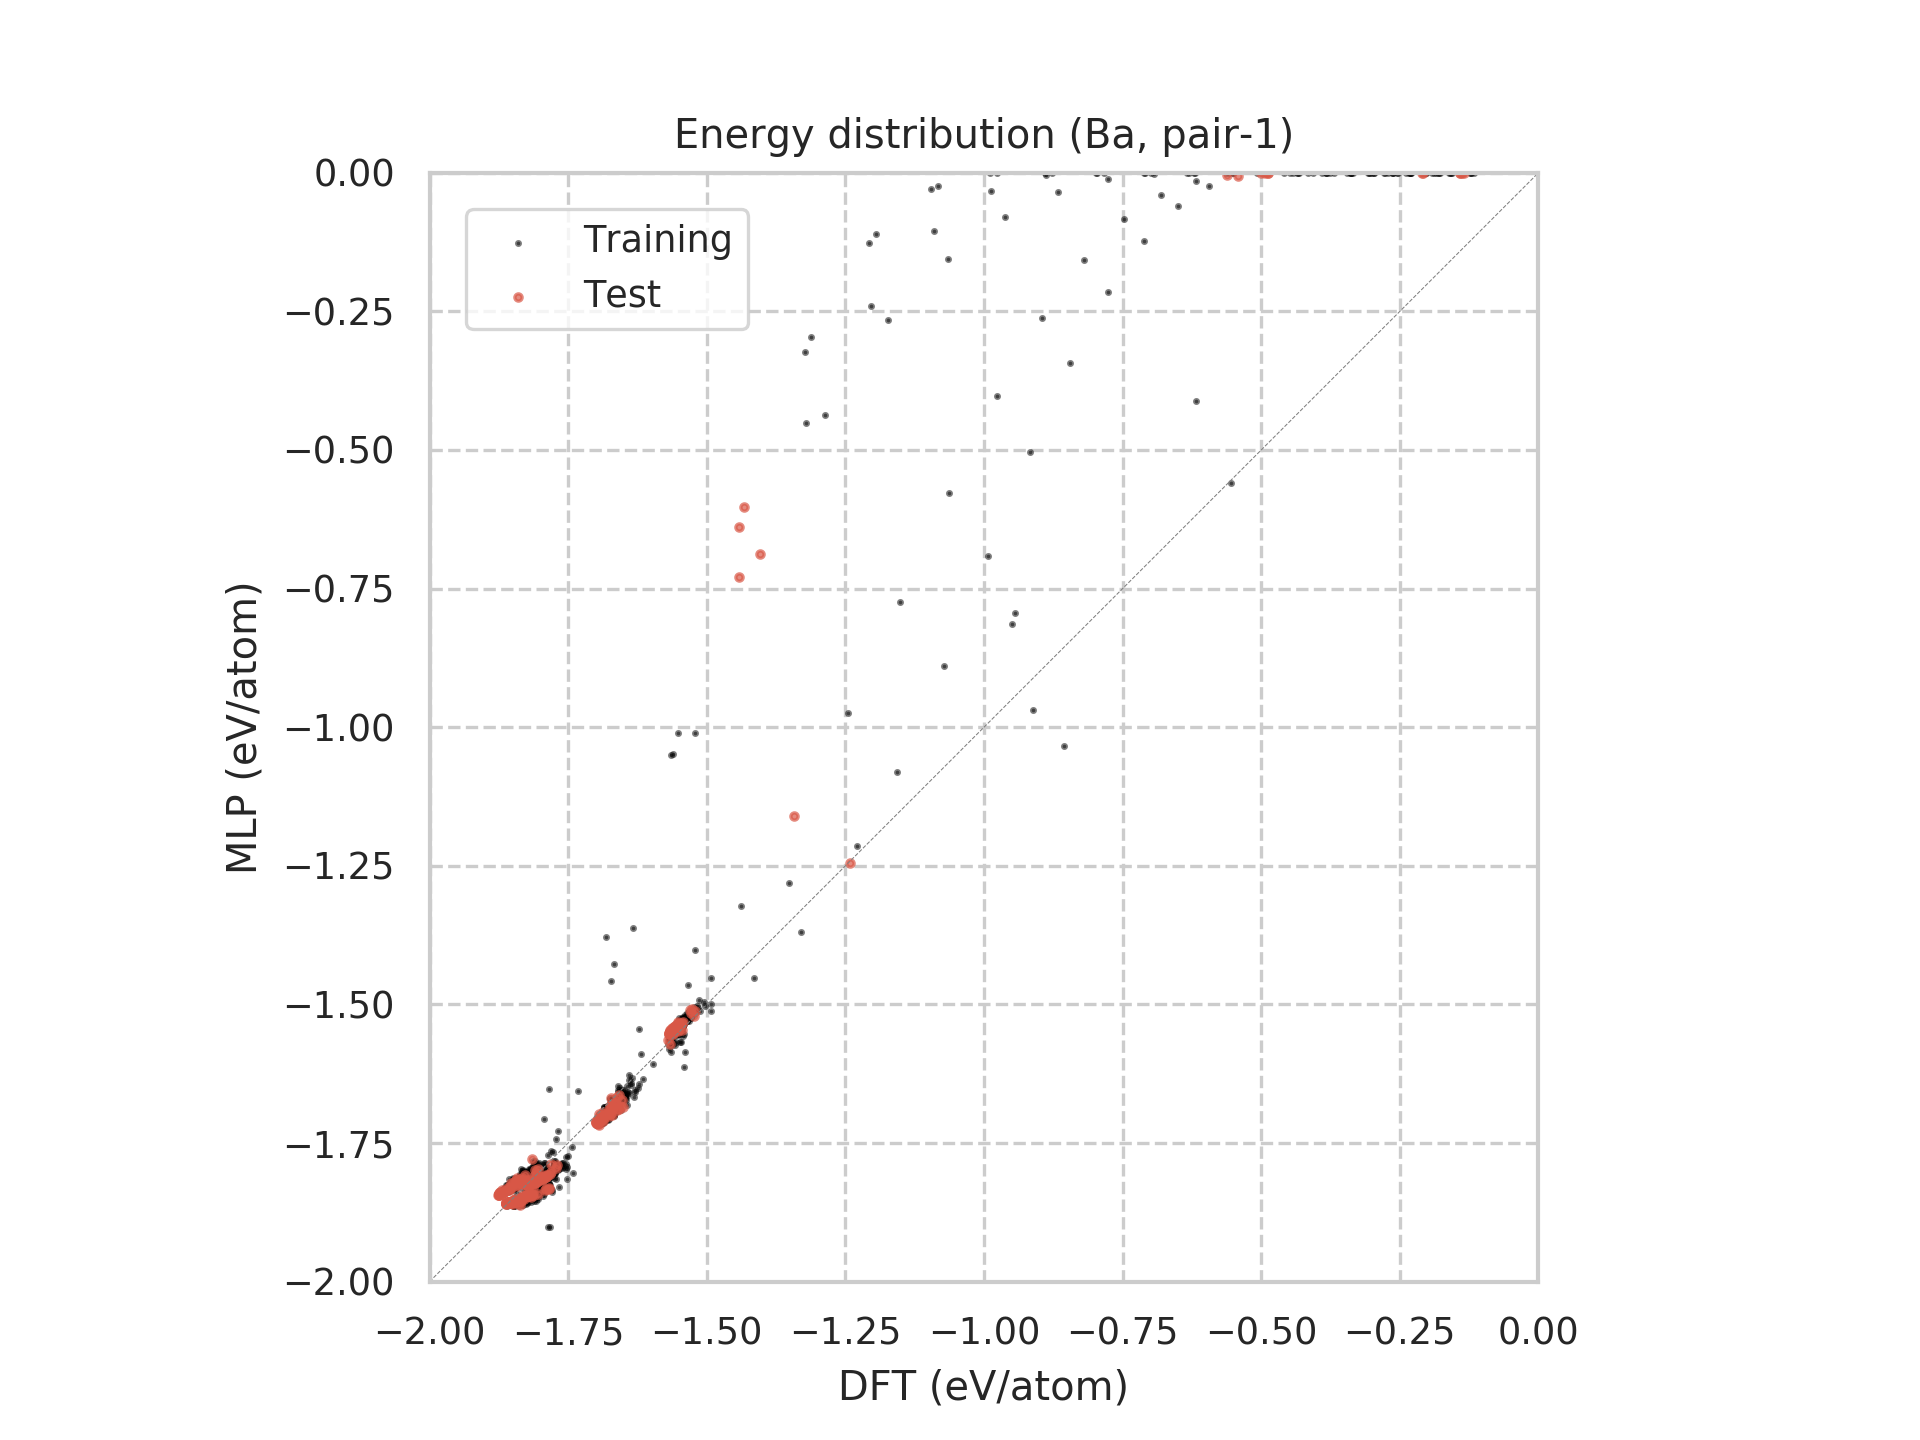 Energy distribution (Ba, pair-1)
Training
Test
0.00
−0.25
−0.50
−0.75
−1.00
−1.25
−1.50
−1.75
−2.00
MLP (eV/atom)
−2.00 −1.75 −1.50 −1.25 −1.00 −0.75 −0.50 −0.25 0.00
DFT (eV/atom)